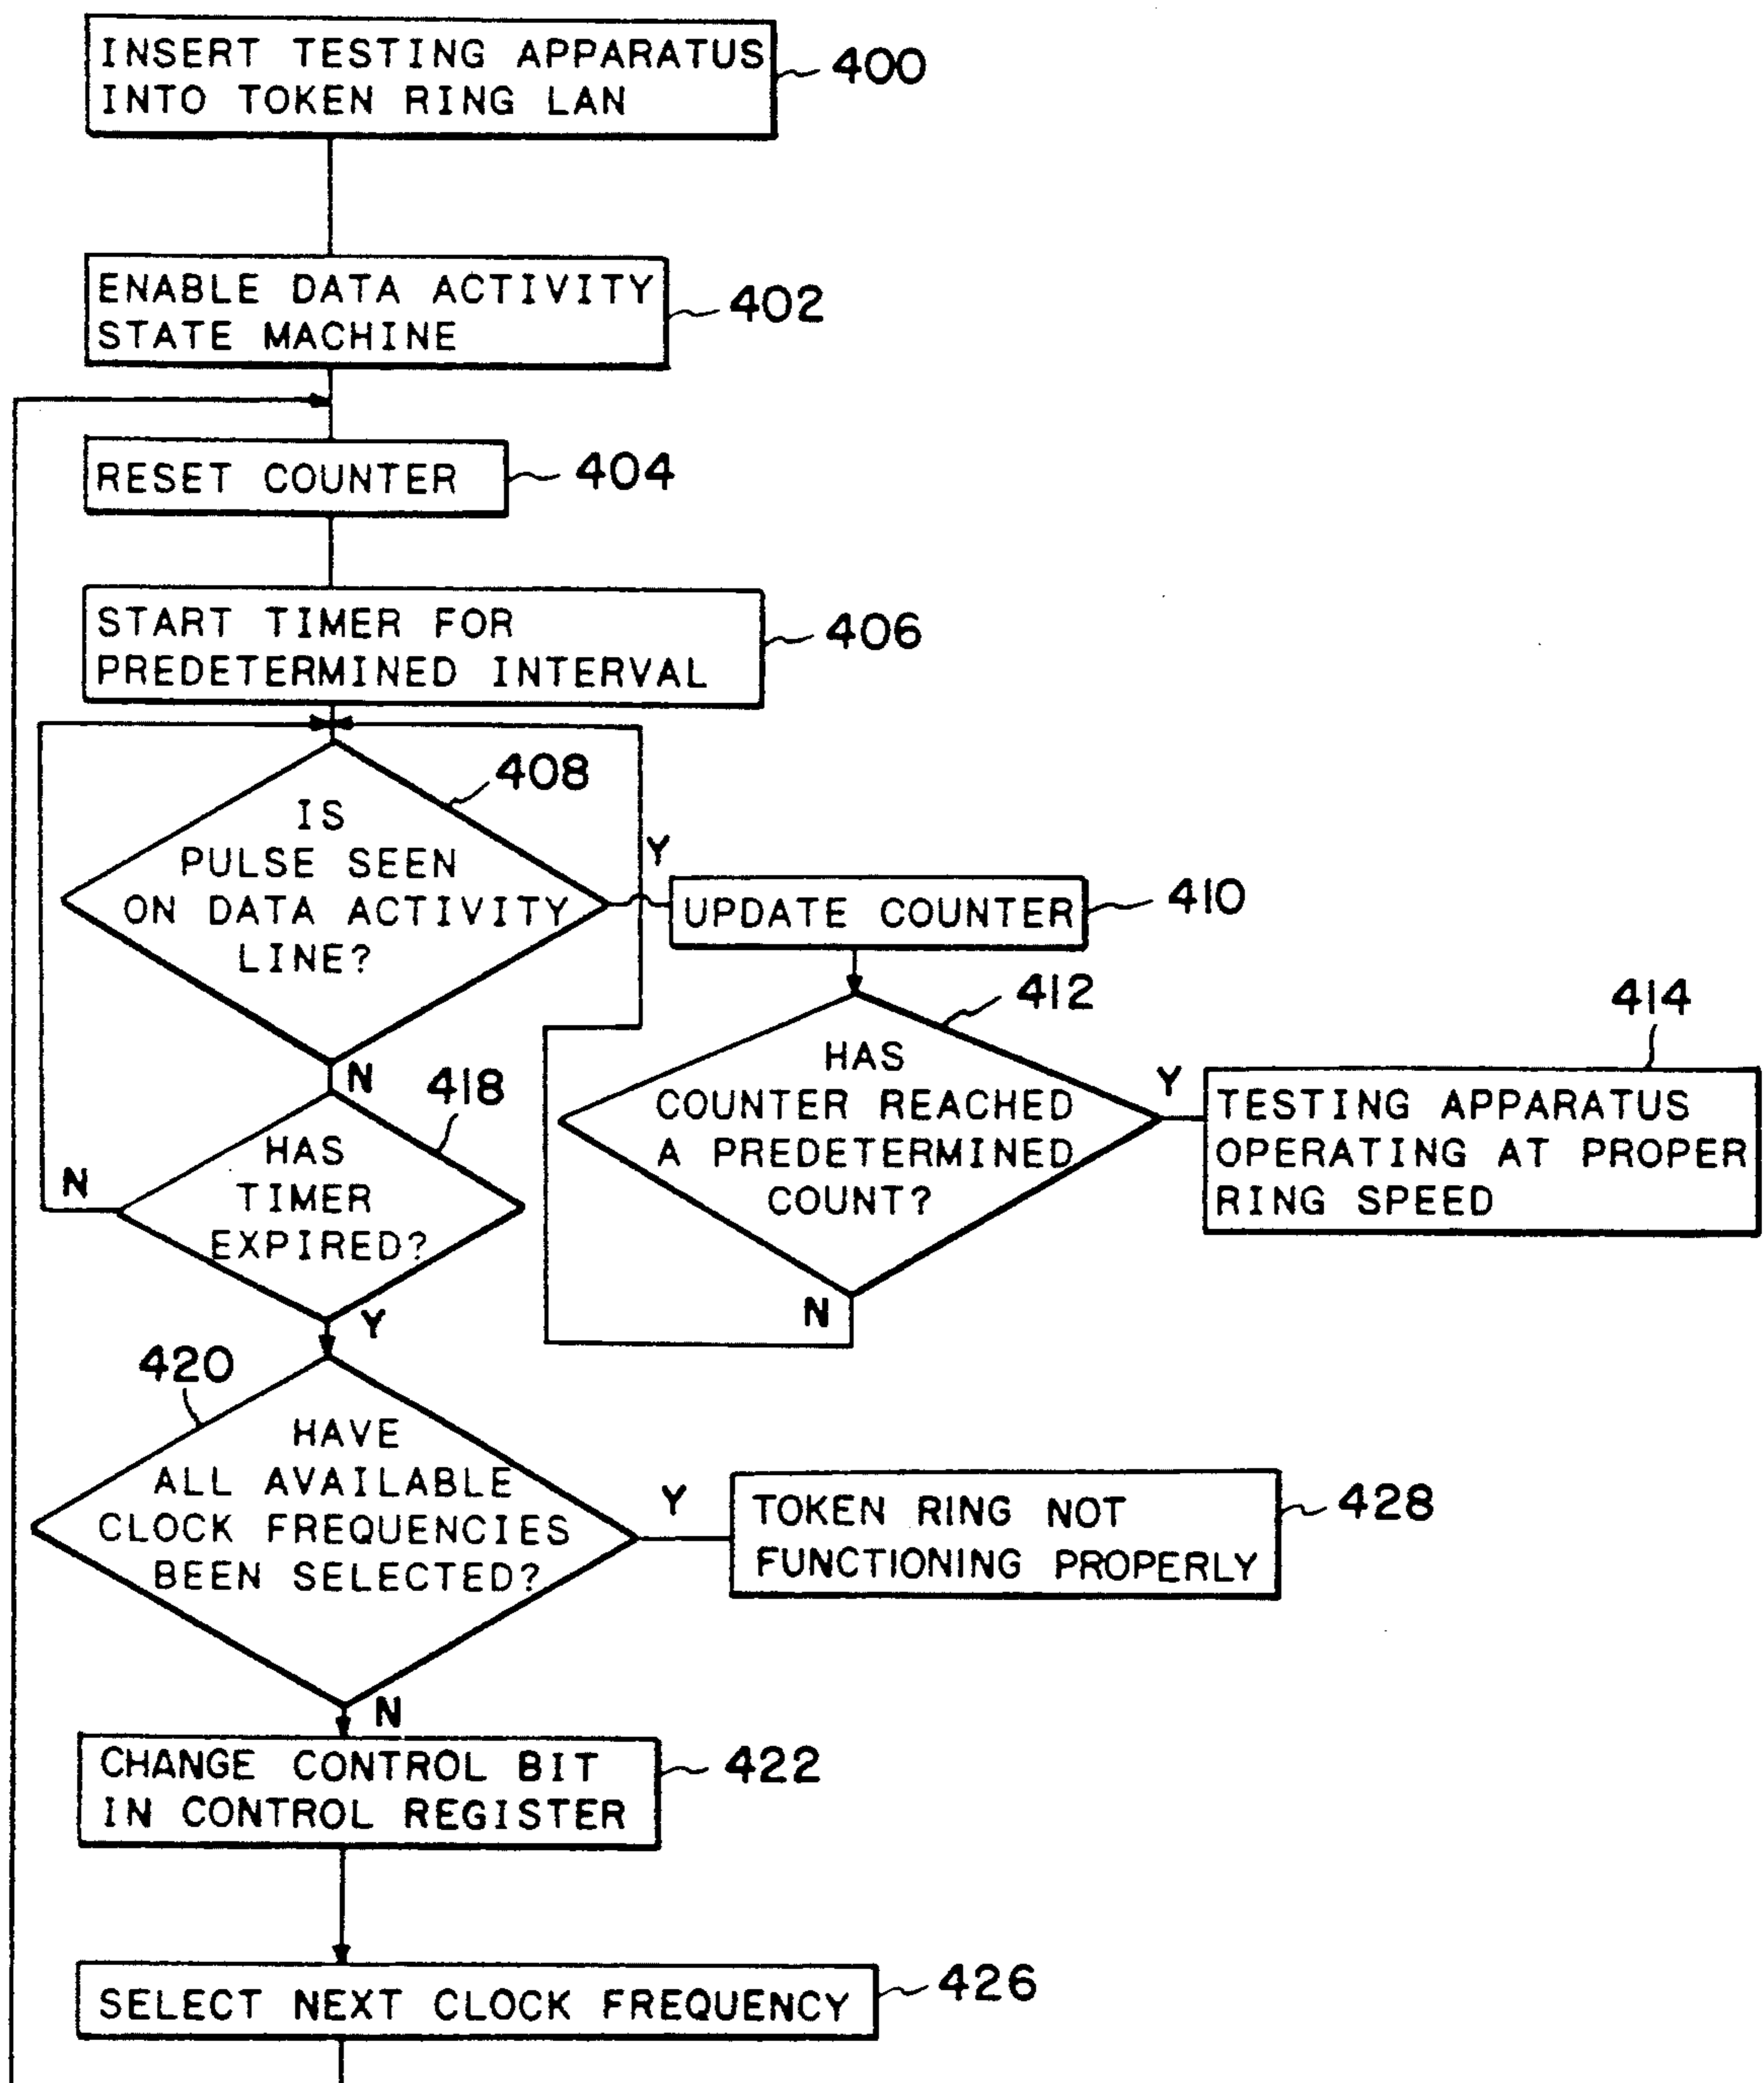 INSERT TESTING APPARATUS
INTO TOKEN RING LAN
400
ENABLE DATA ACTIVITY
STATE MACHINE
402
RESET COUNTER
404
START TIMER FOR
PREDETERMINED INTERVAL
406
408
IS
PULSE SEEN
ON DATA ACTIVITY
LINE?
Y
UPDATE COUNTER
410
412
HAS
COUNTER REACHED
A PREDETERMINED
COUNT?
Y
N
414
TESTING APPARATUS
OPERATING AT PROPER
RING SPEED
N
418
HAS
TIMER
EXPIRED?
N
Y
420
HAVE
ALL AVAILABLE
CLOCK FREQUENCIES
BEEN SELECTED?
Y
TOKEN RING NOT
FUNCTIONING PROPERLY
428
N
CHANGE CONTROL BIT
IN CONTROL REGISTER
422
SELECT NEXT CLOCK FREQUENCY
426